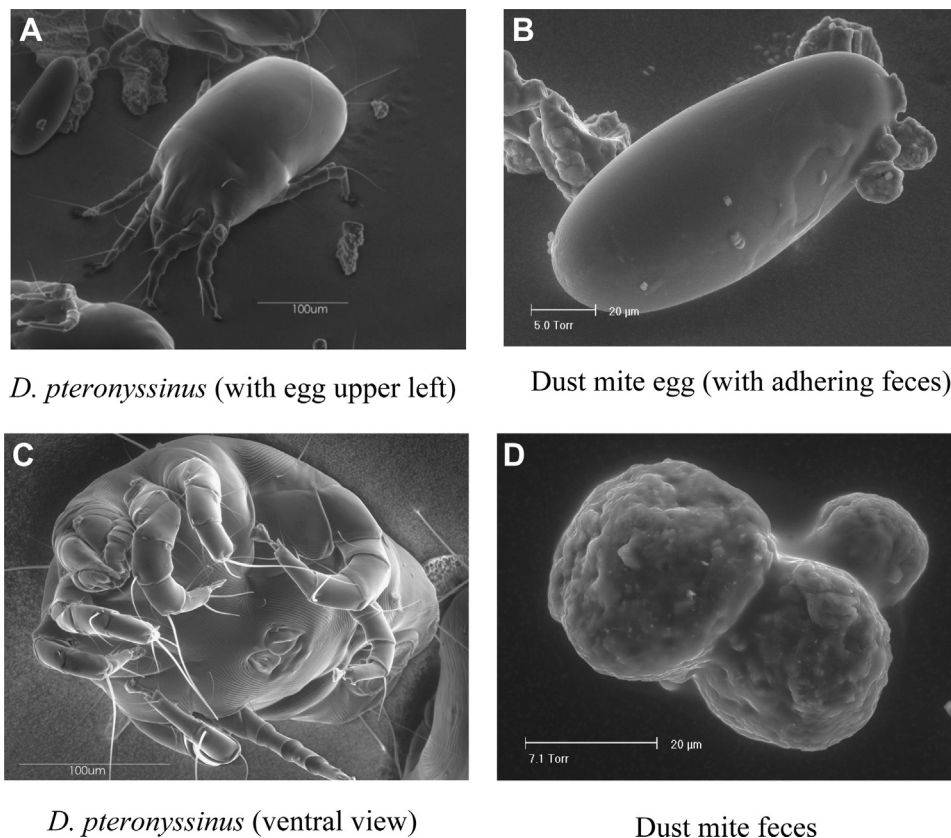 A
100um
D. pteronyssinus (with egg upper left)
B
20 µm
5.0 Torr
Dust mite egg (with adhering feces)
C
100um
D. pteronyssinus (ventral view)
D
20 µm
7.1 Torr
Dust mite feces